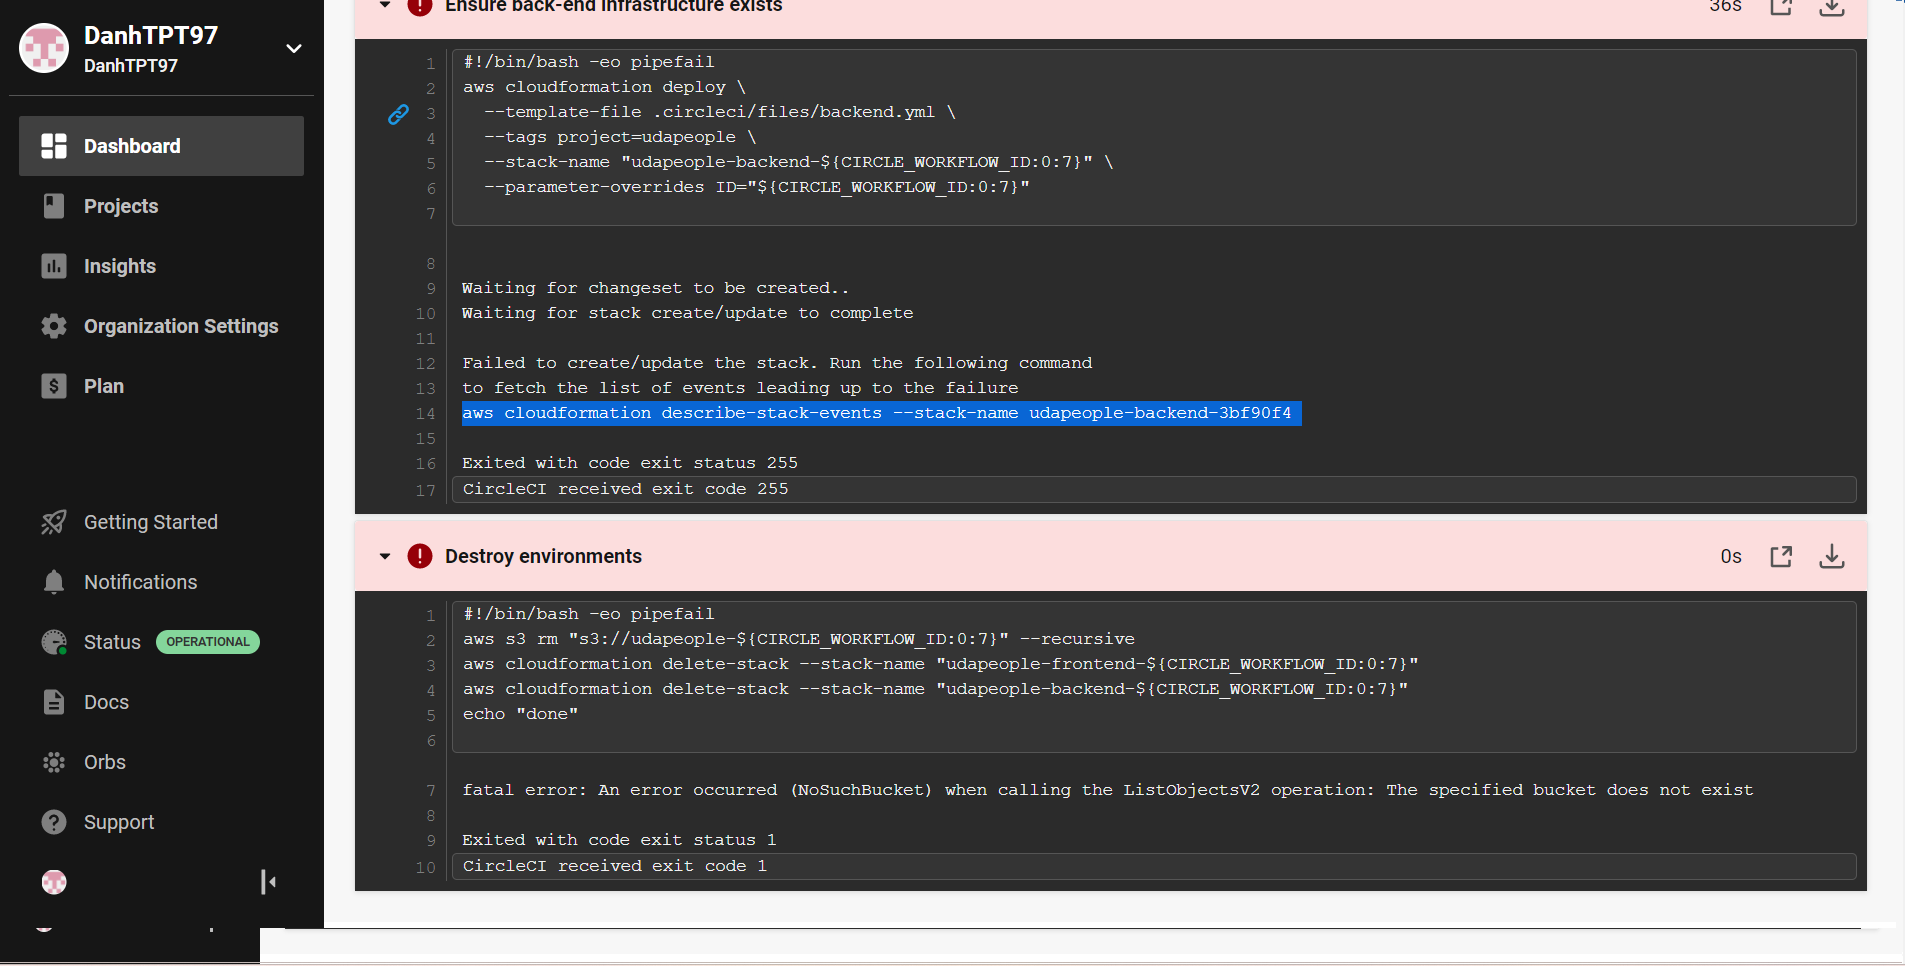 DanhTPT97
DanhTPT97
Dashboard
Projects
Insights
Organization Settings
Plan
Getting Started
Notifications
Status OPERATIONAL
Docs
Orbs
Support
Ensure back-end infrastructure exists 36s
1 #!/bin/bash -eo pipefail
2 aws cloudformation deploy \
3 --template-file .circleci/files/backend.yml \
4 --tags project=udapeople \
5 --stack-name "udapeople-backend-${CIRCLE_WORKFLOW_ID:0:7}" \
6 --parameter-overrides ID="${CIRCLE_WORKFLOW_ID:0:7}"
7
8
9 Waiting for changeset to be created..
10 Waiting for stack create/update to complete
11
12 Failed to create/update the stack. Run the following command
13 to fetch the list of events leading up to the failure
14 aws cloudformation describe-stack-events --stack-name udapeople-backend-3bf90f4
15
16 Exited with code exit status 255
17 CircleCI received exit code 255
Destroy environments 0s
1 #!/bin/bash -eo pipefail
2 aws s3 rm "s3://udapeople-${CIRCLE_WORKFLOW_ID:0:7}" --recursive
3 aws cloudformation delete-stack --stack-name "udapeople-frontend-${CIRCLE_WORKFLOW_ID:0:7}"
4 aws cloudformation delete-stack --stack-name "udapeople-backend-${CIRCLE_WORKFLOW_ID:0:7}"
5 echo "done"
6
7 fatal error: An error occurred (NoSuchBucket) when calling the ListObjectsV2 operation: The specified bucket does not exist
8
9 Exited with code exit status 1
10 CircleCI received exit code 1